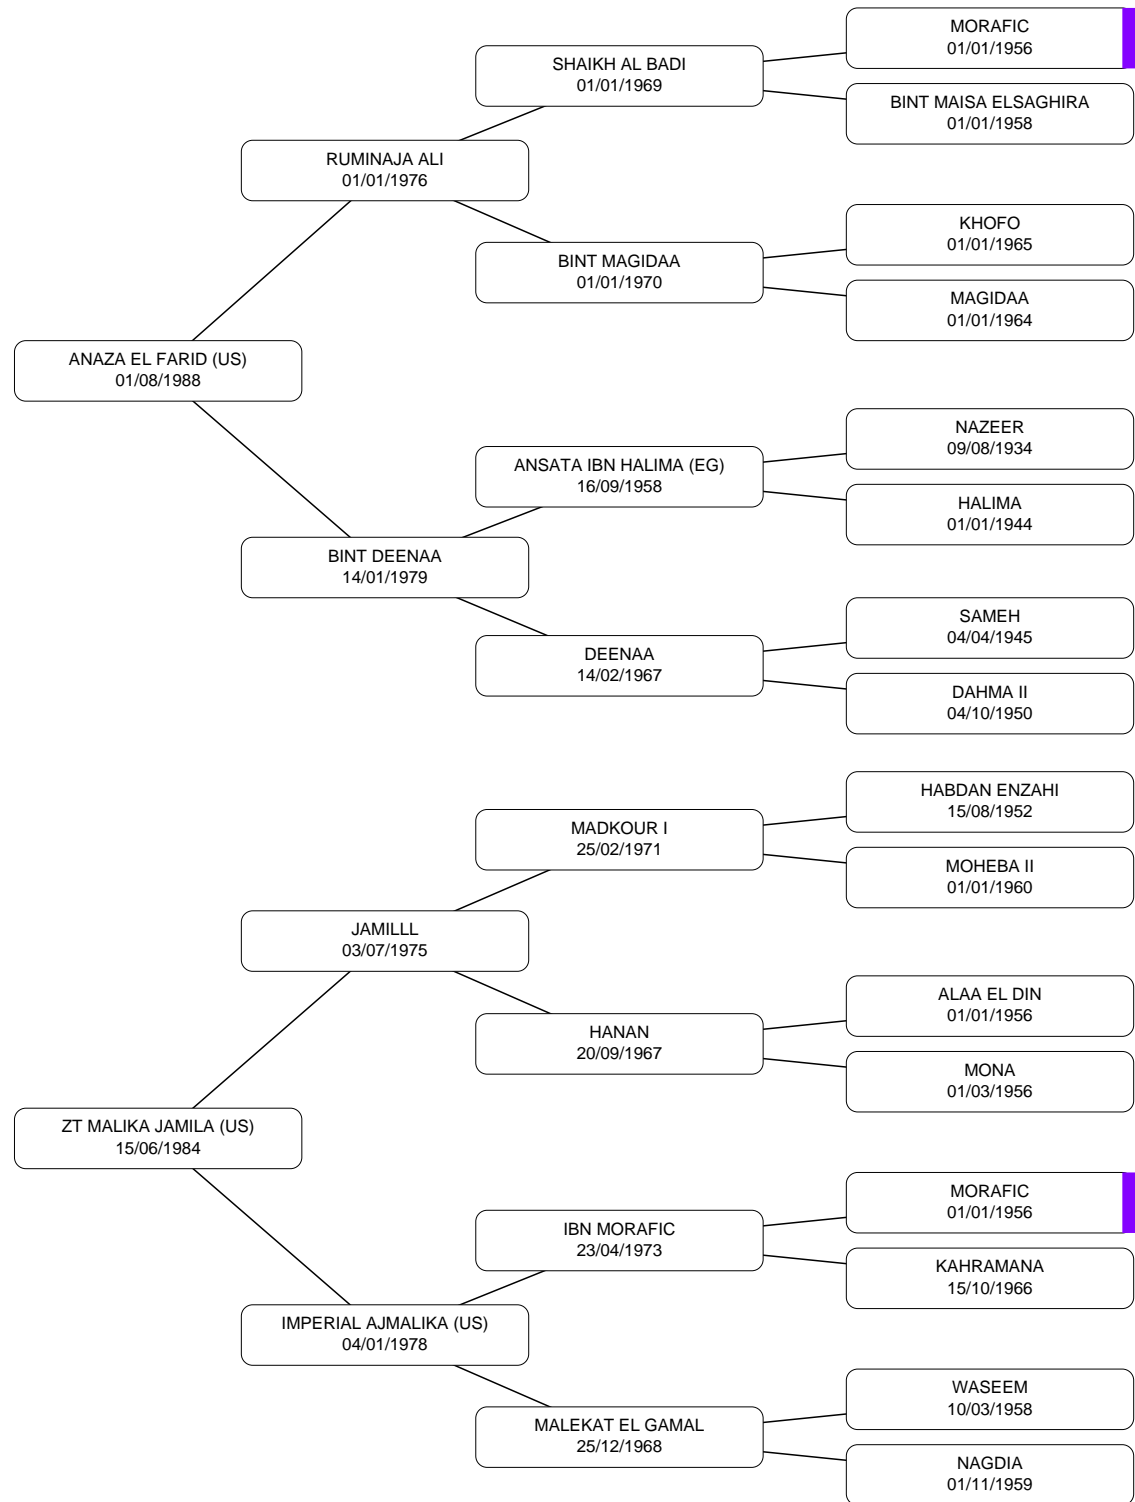 MORAFIC
01/01/1956
SHAIKH AL BADI
01/01/1969
BINT MAISA ELSAGHIRA
01/01/1958
RUMINAJA ALI
01/01/1976
KHOFO
01/01/1965
BINT MAGIDAA
01/01/1970
MAGIDAA
01/01/1964
ANAZA EL FARID (US)
01/08/1988
NAZEER
09/08/1934
ANSATA IBN HALIMA (EG)
16/09/1958
HALIMA
01/01/1944
BINT DEENAA
14/01/1979
SAMEH
04/04/1945
DEENAA
14/02/1967
DAHMA II
04/10/1950
HABDAN ENZAHI
15/08/1952
MADKOUR I
25/02/1971
MOHEBA II
01/01/1960
JAMILLL
03/07/1975
ALAA EL DIN
01/01/1956
HANAN
20/09/1967
MONA
01/03/1956
ZT MALIKA JAMILA (US)
15/06/1984
MORAFIC
01/01/1956
IBN MORAFIC
23/04/1973
KAHRAMANA
15/10/1966
IMPERIAL AJMALIKA (US)
04/01/1978
WASEEM
10/03/1958
MALEKAT EL GAMAL
25/12/1968
NAGDIA
01/11/1959